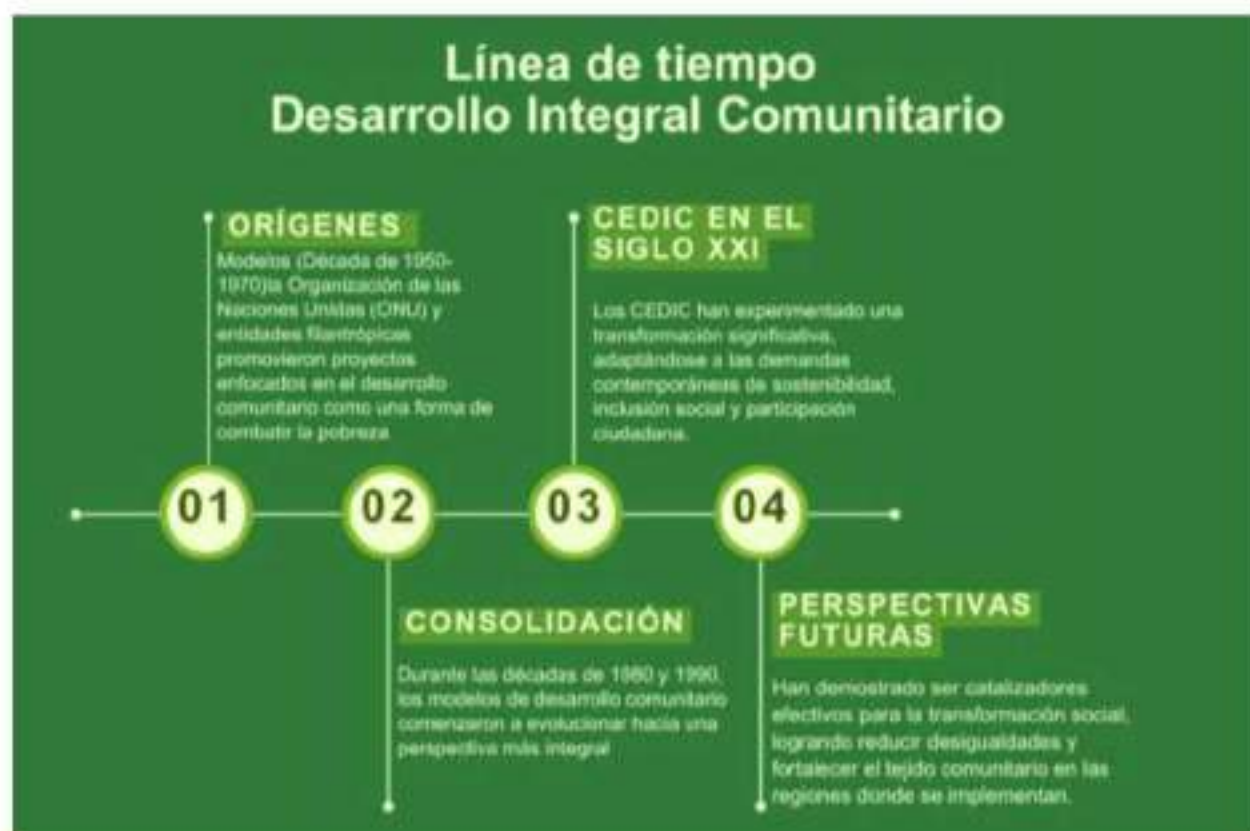 Línea de tiempo
Desarrollo Integral Comunitario
ORÍGENES
Modelos (Década de 1950-
1970)la Organización de las
Naciones Unidas (ONU) y
entidades filantrópicas
promovieron proyectos
enfocados en el desarrollo
comunitario como una forma de
combatir la pobreza
CEDIC EN EL
SIGLO XXI
Los CEDIC han experimentado una
transformación significativa,
adaptándose a las demandas
contemporáneas de sostenibilidad,
inclusión social y participación
ciudadana.
01
02
03
04
CONSOLIDACIÓN
Durante las décadas de 1980 y 1990,
los modelos de desarrollo comunitario
comenzaron a evolucionar hacia una
perspectiva más integral
PERSPECTIVAS
FUTURAS
Han demostrado ser catalizadores
efectivos para la transformación social,
logrando reducir desigualdades y
fortalecer el tejido comunitario en las
regiones donde se implementan.